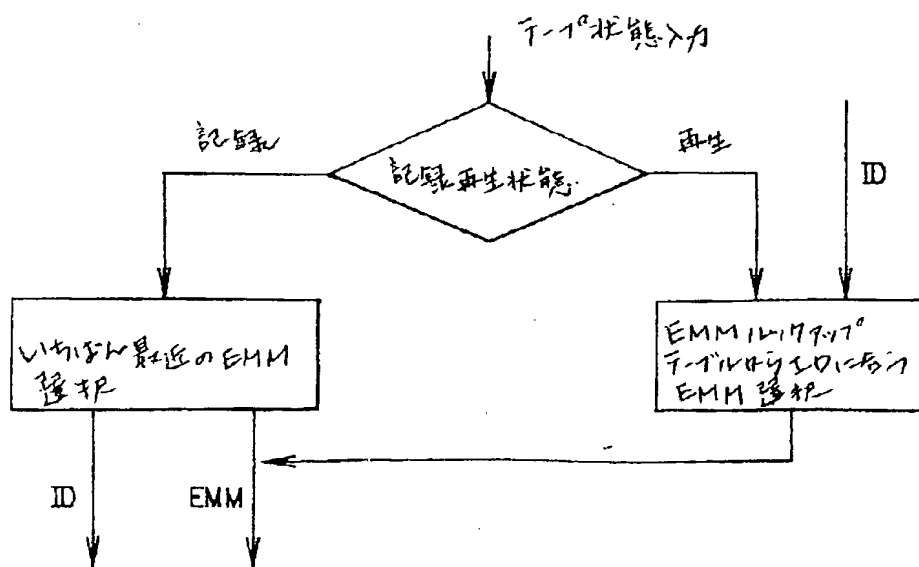 テープ状態入力
記録
記録再生状態
再生
ID
いちばん最近のEMM
選択
EMMルックアップ
テーブルからIDに合う
EMM選択
ID
EMM